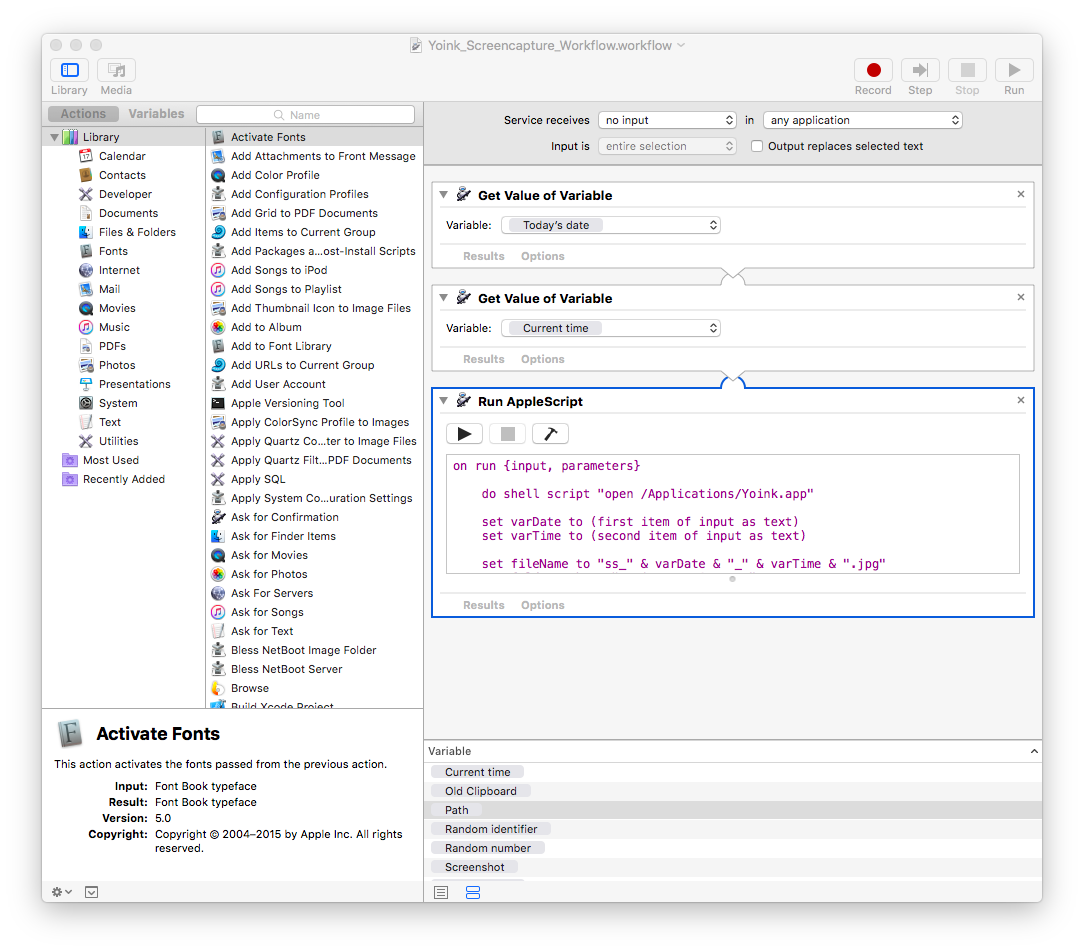 Yoink_Screencapture_Workflow.workflow
Library
Media
Record
Step
Stop
Run
Actions
Variables
Name
Service receives
no input
in
any application
Input is
entire selection
Output replaces selected text
Library
Calendar
Contacts
Developer
Documents
Files & Folders
Fonts
Internet
Mail
Movies
Music
PDFs
Photos
Presentations
System
Text
Utilities
Most Used
Recently Added
Activate Fonts
Add Attachments to Front Message
Add Color Profile
Add Configuration Profiles
Add Grid to PDF Documents
Add Items to Current Group
Add Packages a...ost-Install Scripts
Add Songs to iPod
Add Songs to Playlist
Add Thumbnail Icon to Image Files
Add to Album
Add to Font Library
Add URLs to Current Group
Add User Account
Apple Versioning Tool
Apply ColorSync Profile to Images
Apply Quartz Co...ter to Image Files
Apply Quartz Filt...PDF Documents
Apply SQL
Apply System Co...uration Settings
Ask for Confirmation
Ask for Finder Items
Ask for Movies
Ask for Photos
Ask For Servers
Ask for Songs
Ask for Text
Bless NetBoot Image Folder
Bless NetBoot Server
Browse
Build Xcode Project
Get Value of Variable
Variable: Today's date
Results Options
Get Value of Variable
Variable: Current time
Results Options
Run AppleScript
on run {input, parameters}
do shell script "open /Applications/Yoink.app"
set varDate to (first item of input as text)
set varTime to (second item of input as text)
set fileName to "ss_" & varDate & "_" & varTime & ".jpg"
Results Options
Activate Fonts
This action activates the fonts passed from the previous action.
Input: Font Book typeface
Result: Font Book typeface
Version: 5.0
Copyright: Copyright © 2004–2015 by Apple Inc. All rights
reserved.
Variable
Current time
Old Clipboard
Path
Random identifier
Random number
Screenshot